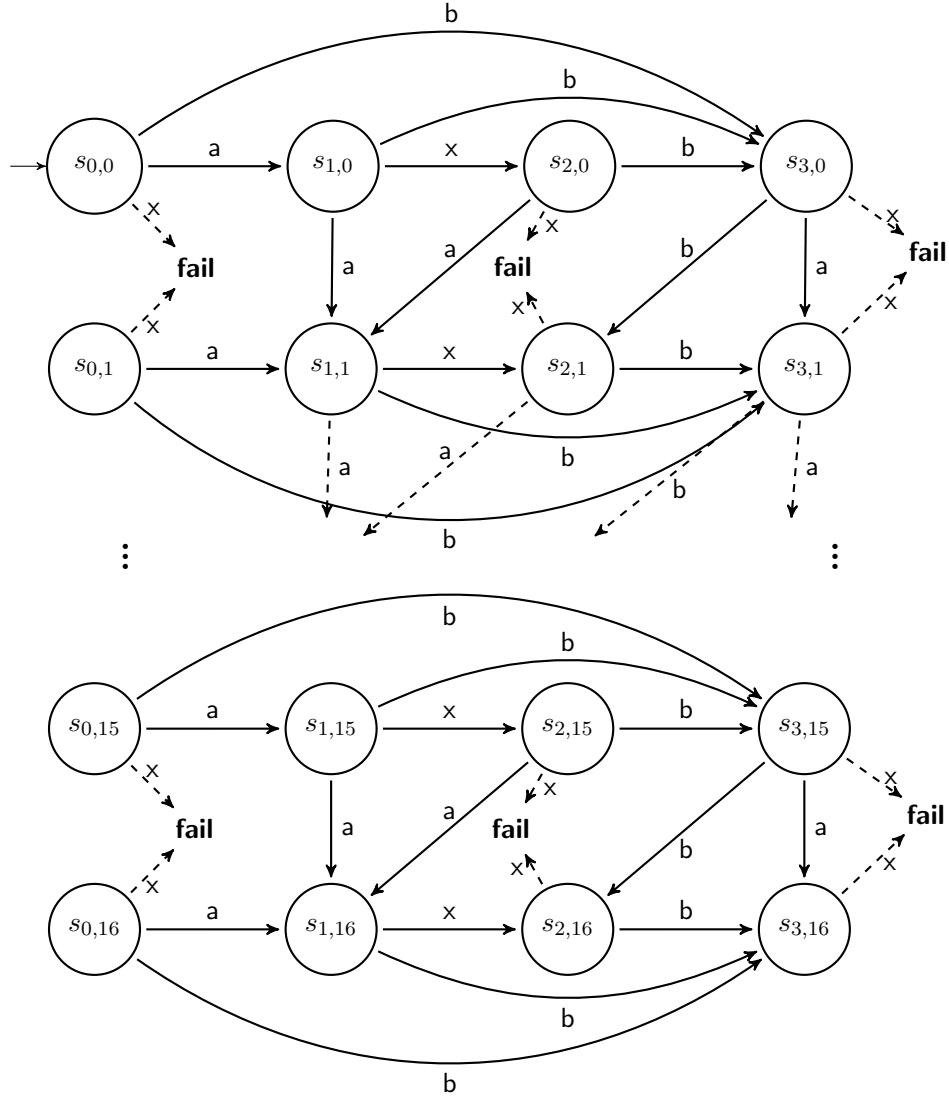 b
b
s0,0 a s1,0 x s2,0 b s3,0
x x x
fail a a fail b a fail
x x x
s0,1 a s1,1 x s2,1 b s3,1
a a b b a
b
⋮ ⋮
b
b
s0,15 a s1,15 x s2,15 b s3,15
x x x
fail a a fail b a fail
x x x
s0,16 a s1,16 x s2,16 b s3,16
b
b